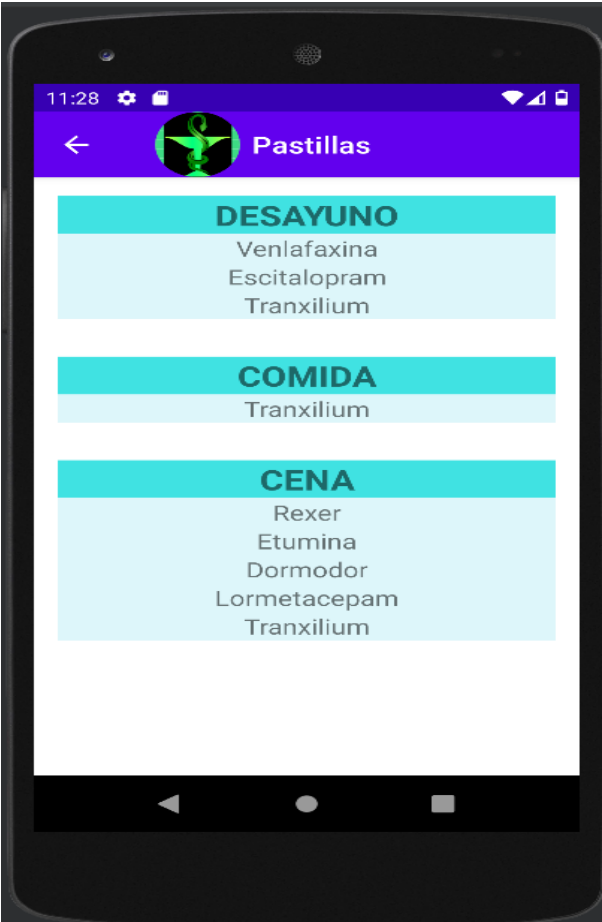 11:28
Pastillas
DESAYUNO
Venlafaxina
Escitalopram
Tranxilium
COMIDA
Tranxilium
CENA
Rexer
Etumina
Dormodor
Lormetacepam
Tranxilium